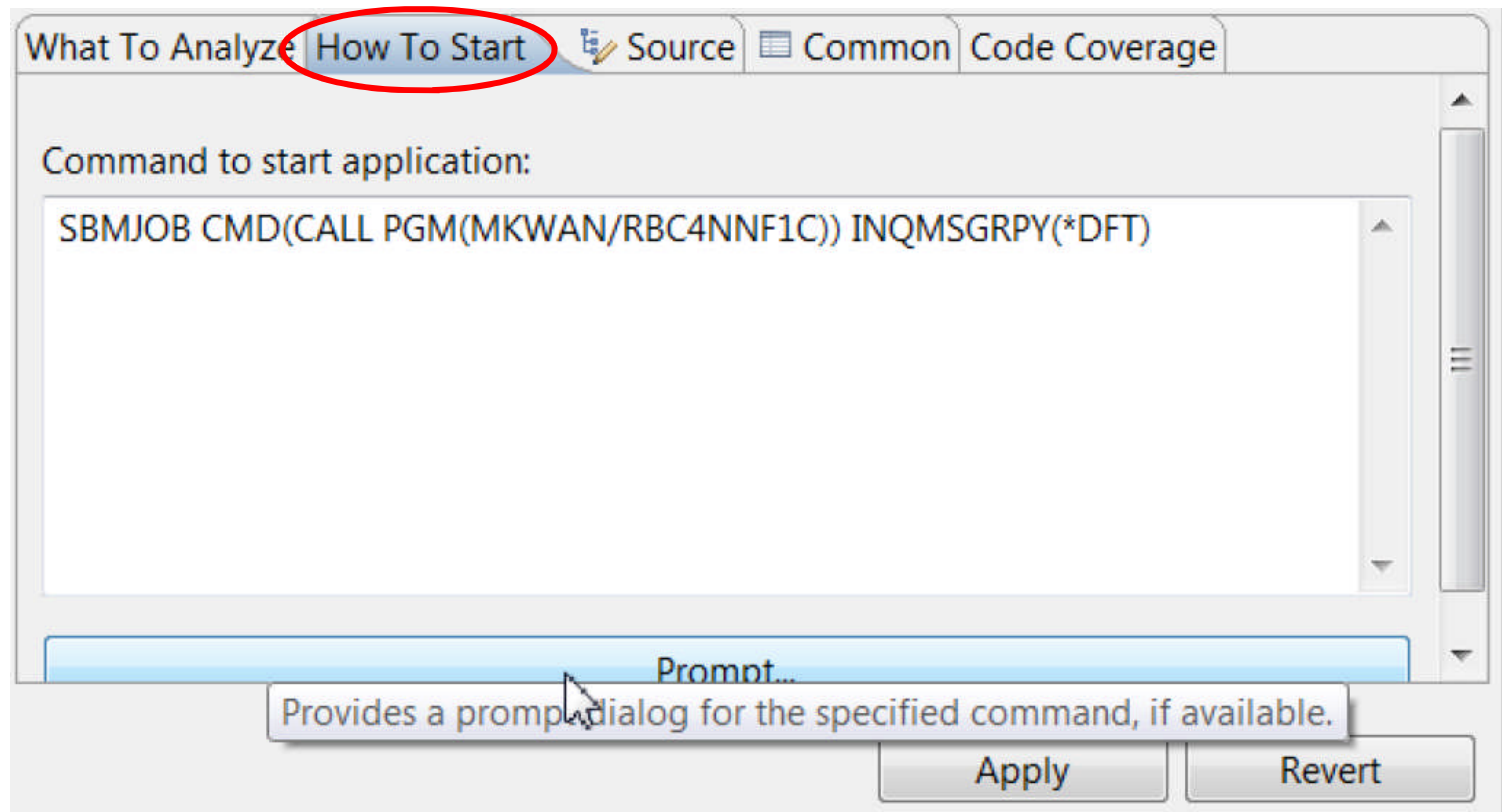 What To Analyze How To Start Source Common Code Coverage
Command to start application:
SBMJOB CMD(CALL PGM(MKWAN/RBC4NNF1C)) INQMSGRPY(*DFT)
Prompt...
Provides a prompt dialog for the specified command, if available.
Apply Revert